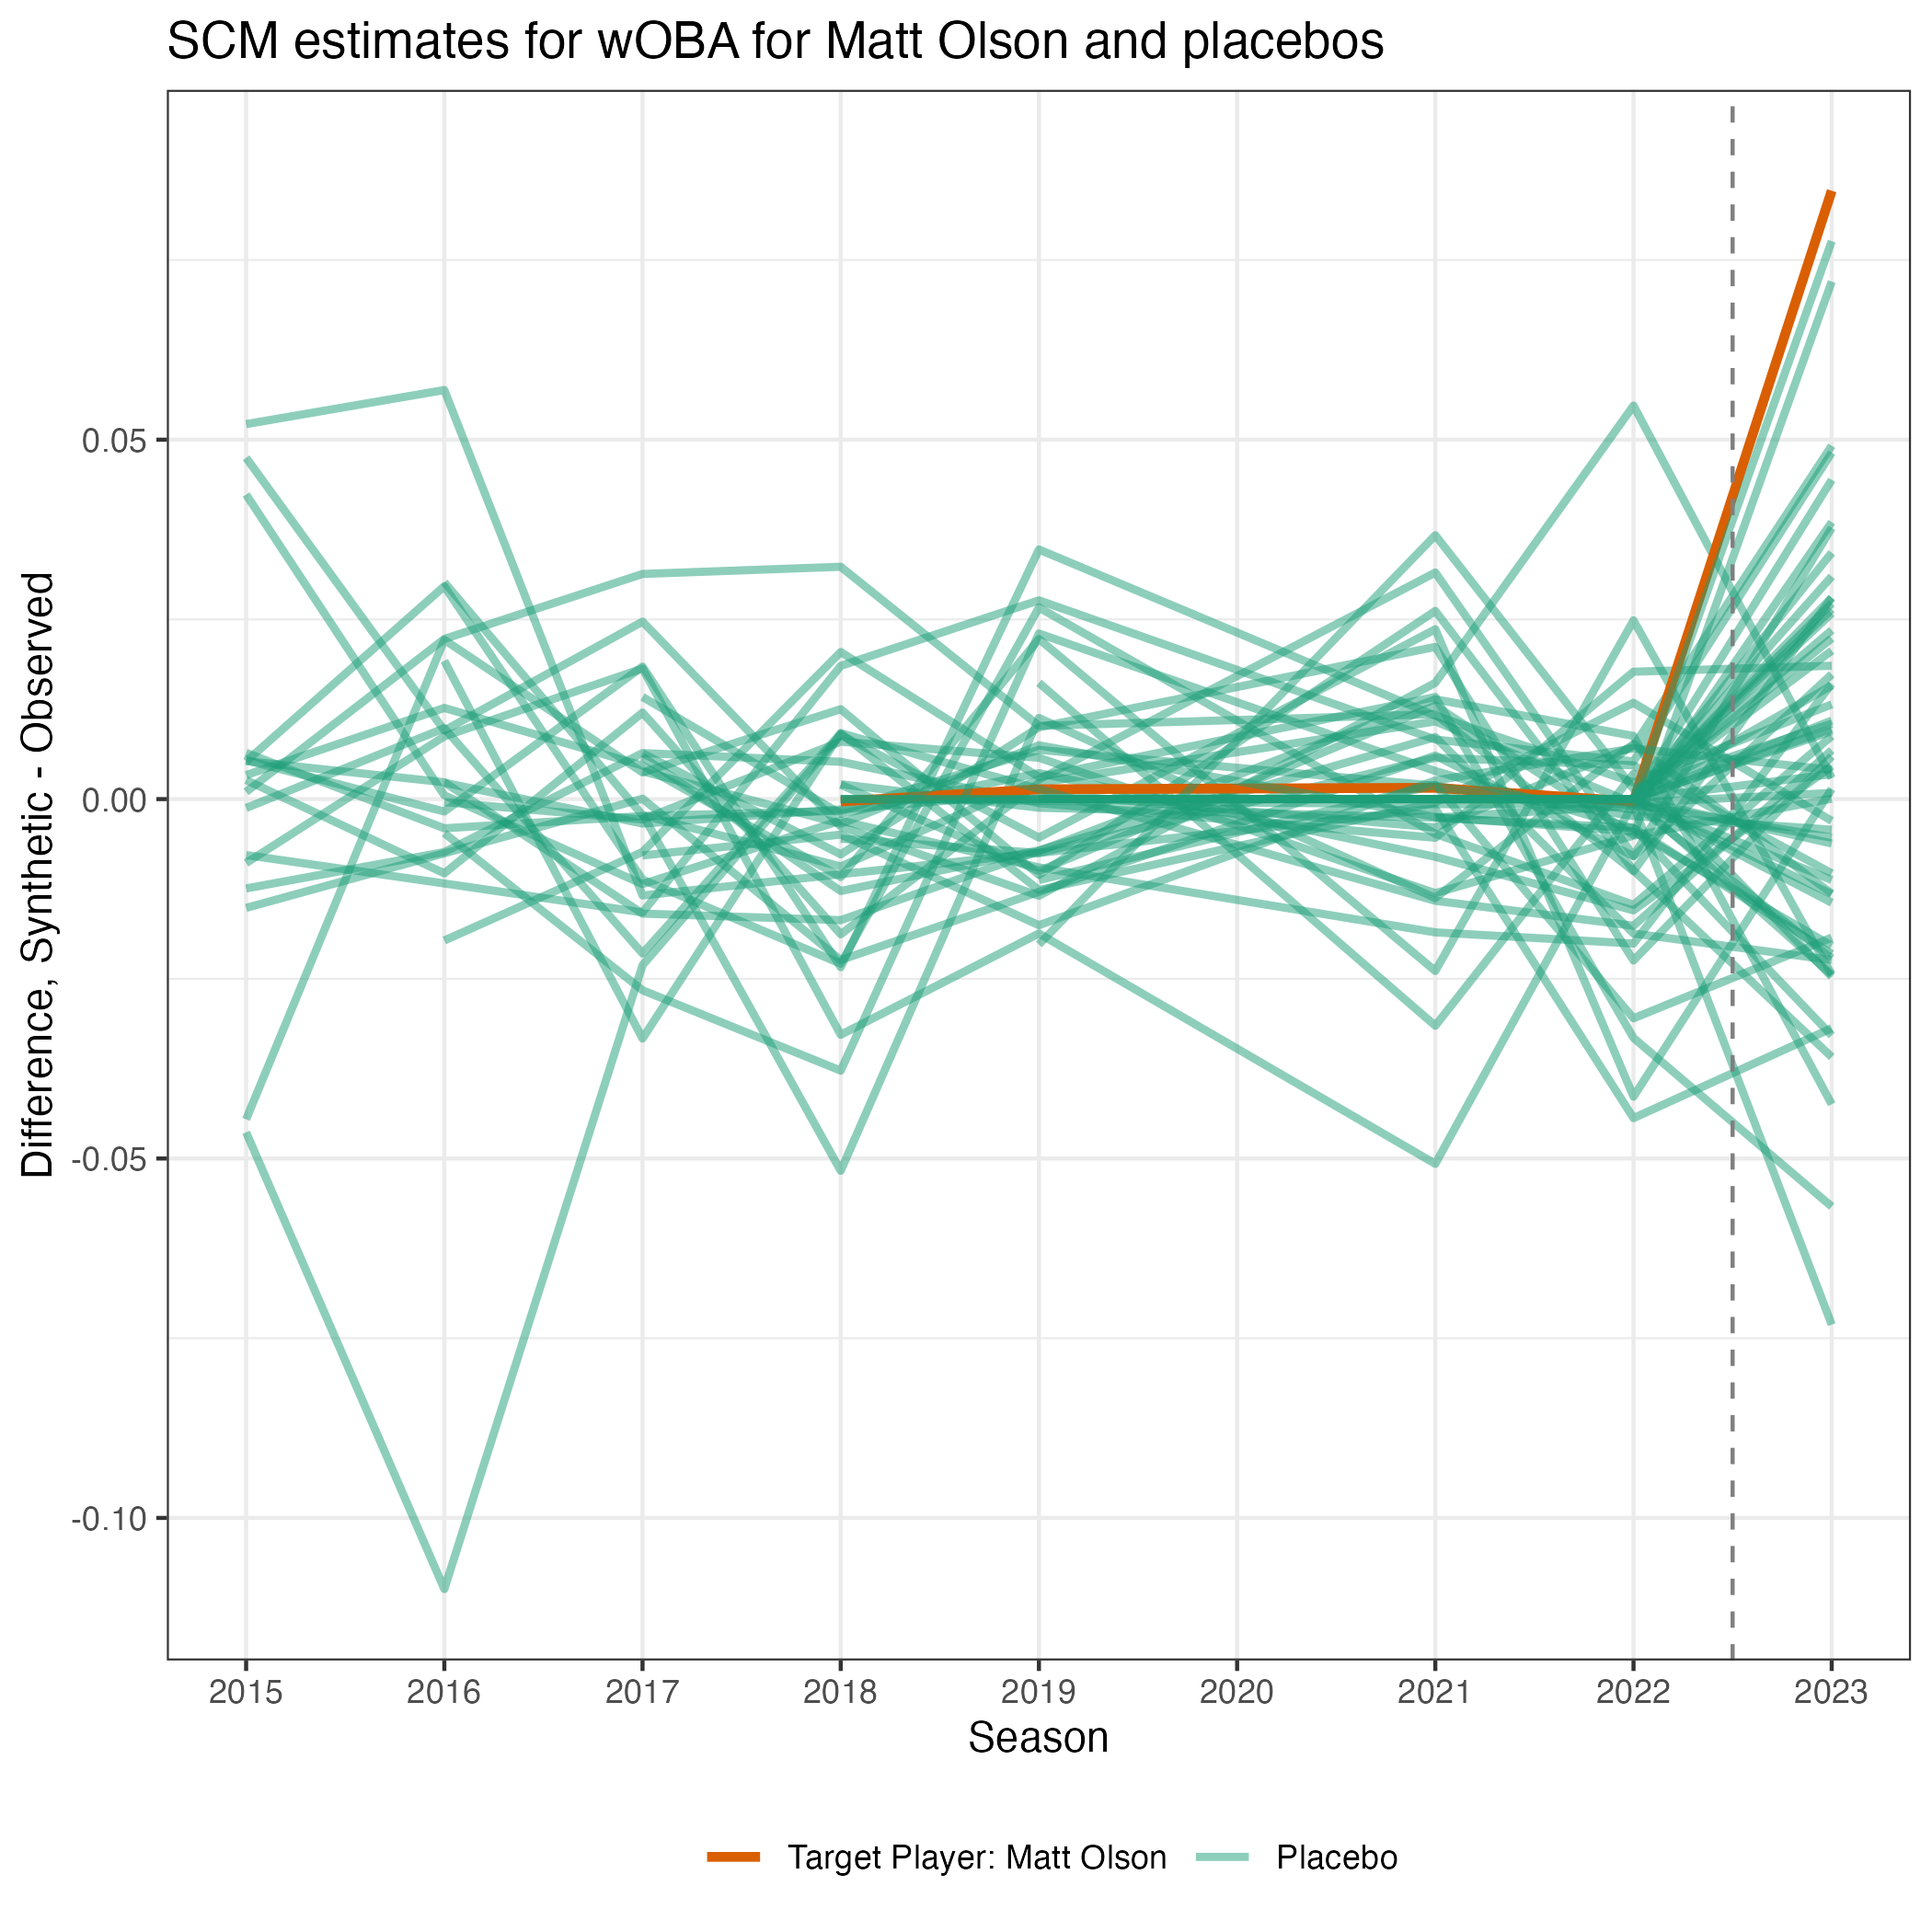 SCM estimates for wOBA for Matt Olson and placebos
Difference, Synthetic - Observed
0.05
0.00
-0.05
-0.10
2015 2016 2017 2018 2019 2020 2021 2022 2023
Season
Target Player: Matt Olson Placebo